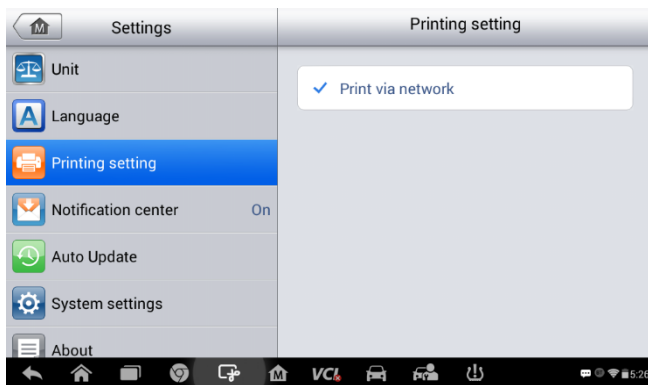 Settings
Printing setting
Unit
Print via network
Language
Printing setting
Notification center On
Auto Update
System settings
About
VCI
5:26